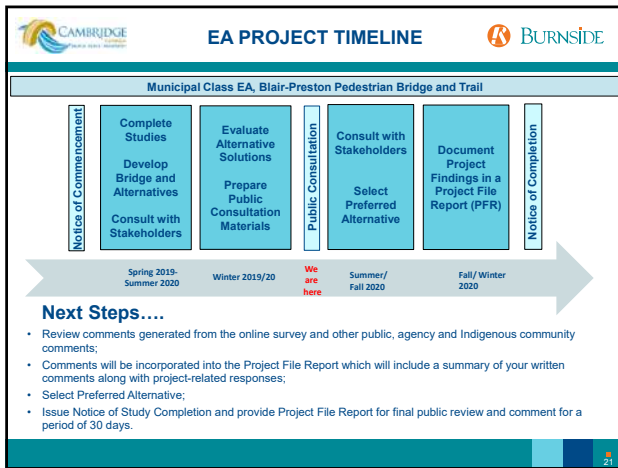 CAMBRIDGE
EA PROJECT TIMELINE
BURNSIDE
Municipal Class EA, Blair-Preston Pedestrian Bridge and Trail
Notice of Commencement
Complete
Studies
Develop
Bridge and
Alternatives
Consult with
Stakeholders
Evaluate
Alternative
Solutions
Prepare
Public
Consultation
Materials
Public Consultation
Consult with
Stakeholders
Select
Preferred
Alternative
Document
Project
Findings in a
Project File
Report (PFR)
Notice of Completion
Spring 2019-
Summer 2020
Winter 2019/20
We
are
here
Summer/
Fall 2020
Fall/ Winter
2020
Next Steps….
• Review comments generated from the online survey and other public, agency and Indigenous community
comments;
• Comments will be incorporated into the Project File Report which will include a summary of your written
comments along with project-related responses;
• Select Preferred Alternative;
• Issue Notice of Study Completion and provide Project File Report for final public review and comment for a
period of 30 days.
21